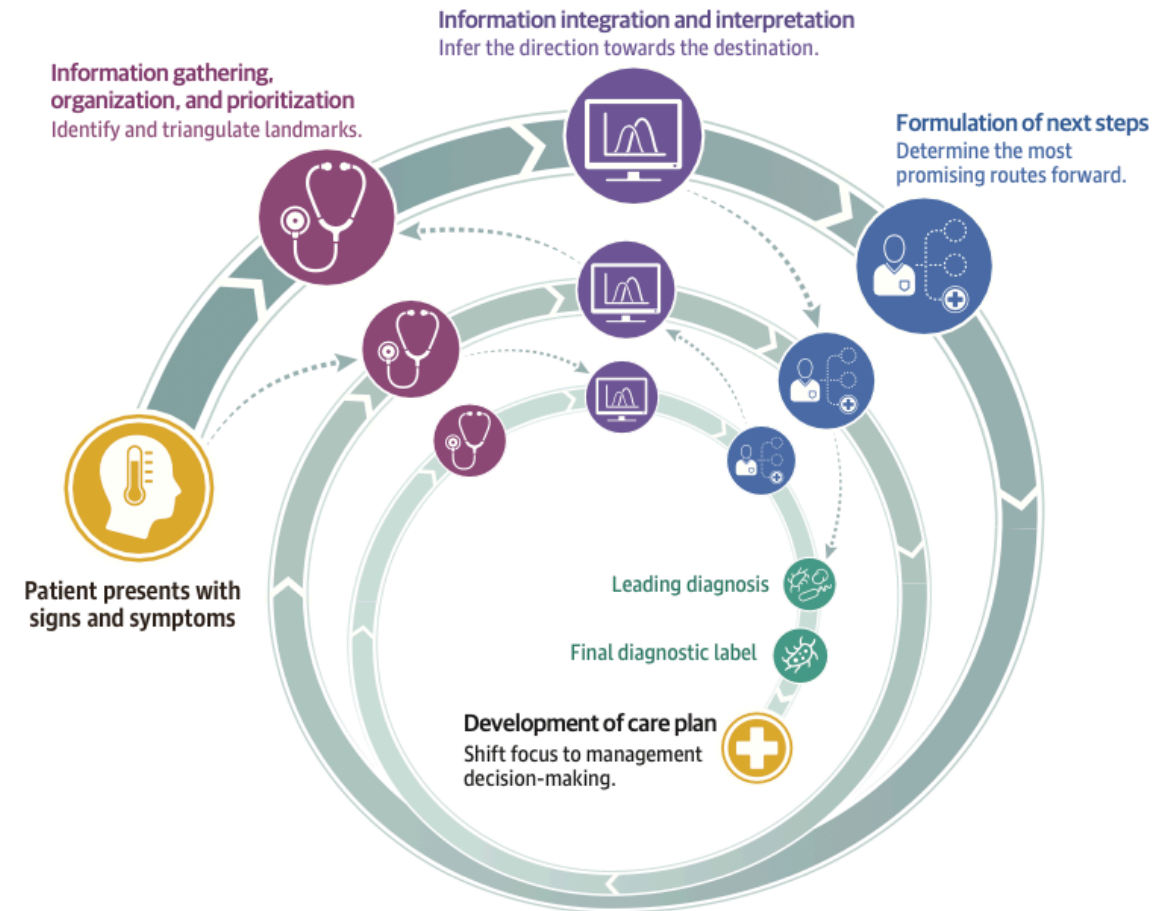 Information integration and interpretation
Infer the direction towards the destination.
Information gathering,
organization, and prioritization
Identify and triangulate landmarks.
Formulation of next steps
Determine the most
promising routes forward.
Patient presents with
signs and symptoms
Leading diagnosis
Final diagnostic label
Development of care plan
Shift focus to management
decision-making.